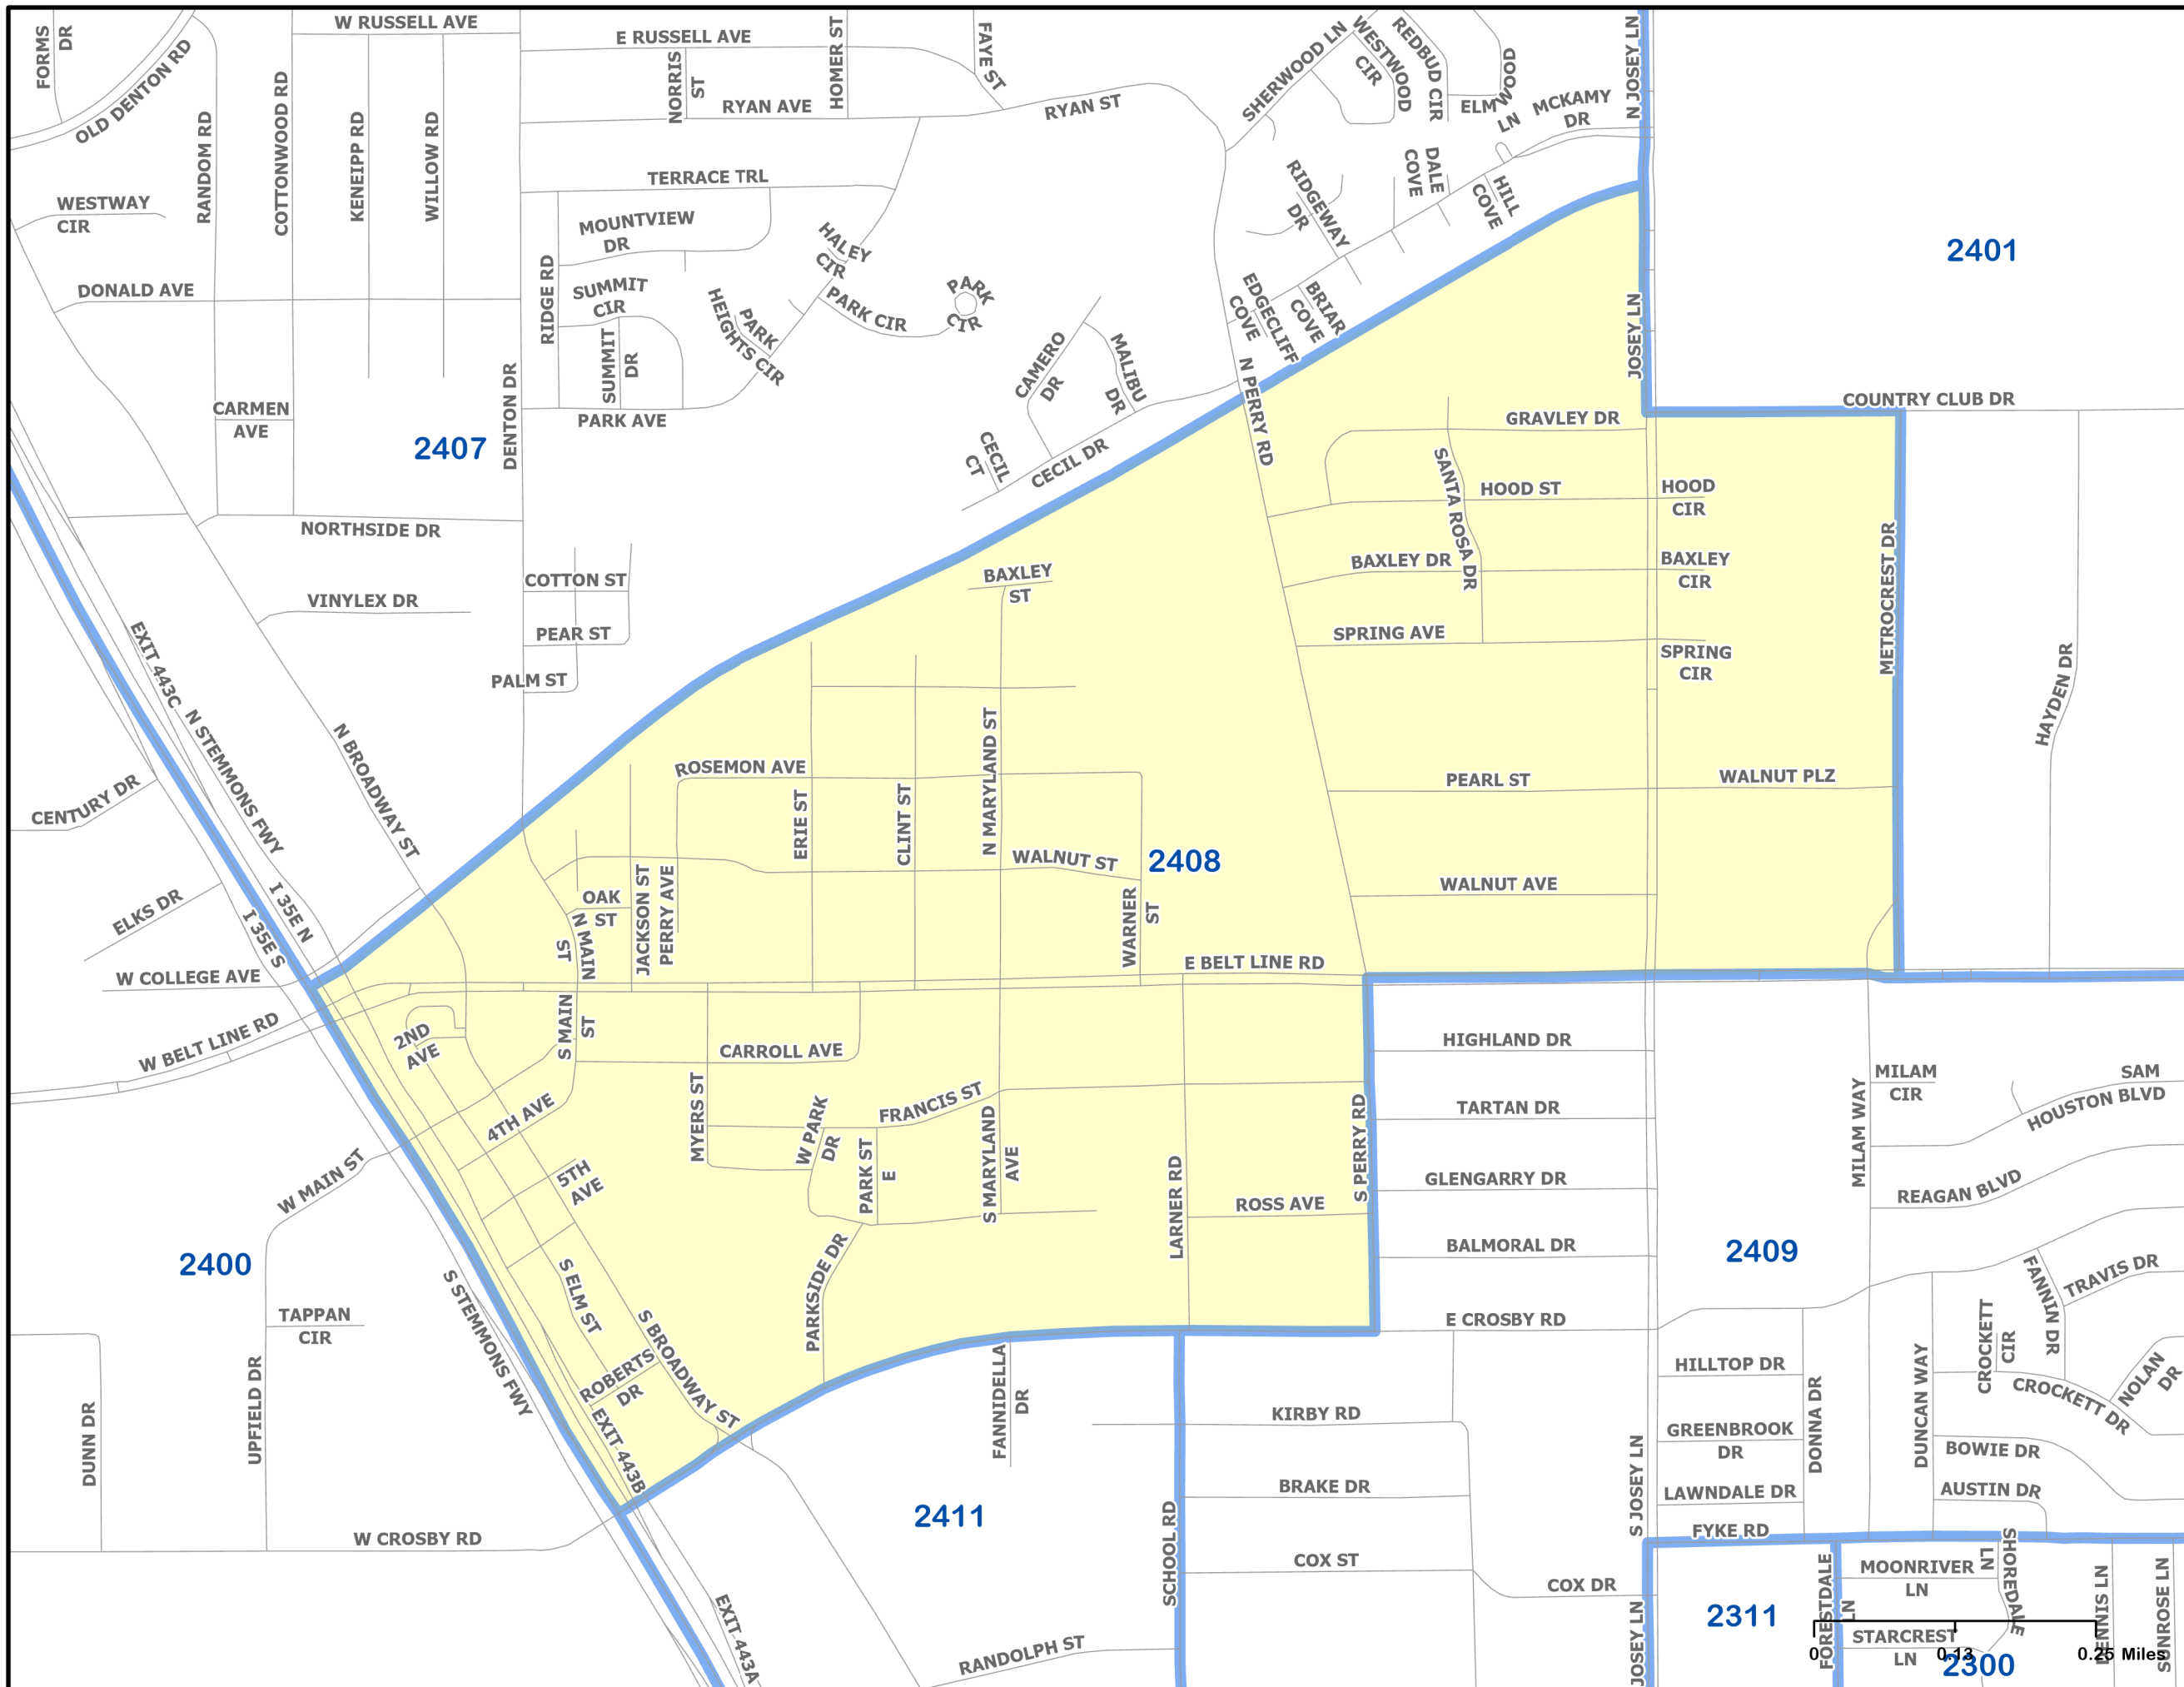 FORMS
DR
OLD DENTON RD
W RUSSELL AVE
E RUSSELL AVE
NORRIS
ST
HOMER ST
FAYE ST
RYAN AVE
RYAN ST
SHERWOOD LN
WESTWOOD
CIR
REDBUD CIR
ELMWOOD
LN
MCKAMY
DR
N JOSEY LN
RANDOM RD
COTTONWOOD RD
KENEIPP RD
WILLOW RD
WESTWAY
CIR
TERRACE TRL
MOUNTVIEW
DR
HALEY
CIR
RIDGEWAY
DR
DALE
COVE
HILL
COVE
2401
DONALD AVE
RIDGE RD
SUMMIT
CIR
SUMMIT
DR
PARK
HEIGHTS CIR
PARK CIR
PARK
CIR
EDGECLIFF
COVE
BRIAR
COVE
JOSEY LN
CAMERO
DR
MALIBU
DR
CARMEN
AVE
2407
DENTON DR
PARK AVE
CECIL
CT
CECIL DR
N PERRY RD
COUNTRY CLUB DR
GRAVLEY DR
SANTA ROSA DR
HOOD ST
HOOD
CIR
NORTHSIDE DR
COTTON ST
BAXLEY
ST
BAXLEY DR
BAXLEY
CIR
METROCREST DR
VINYLEX DR
PEAR ST
SPRING AVE
SPRING
CIR
HAYDEN DR
PALM ST
EXIT 443C
N STEMMONS FWY
N BROADWAY ST
N MARYLAND ST
ROSEMON AVE
PEARL ST
WALNUT PLZ
CENTURY DR
ERIE ST
CLINT ST
WALNUT ST
2408
WALNUT AVE
ELKS DR
I 35E N
I 35E S
OAK
ST
N MAIN
ST
JACKSON ST
PERRY AVE
WARNER
ST
W COLLEGE AVE
E BELT LINE RD
W BELT LINE RD
2ND
AVE
S MAIN
ST
CARROLL AVE
HIGHLAND DR
MILAM
CIR
SAM
HOUSTON BLVD
4TH AVE
MYERS ST
W PARK
DR
FRANCIS ST
TARTAN DR
S PERRY RD
MILAM WAY
W MAIN ST
5TH
AVE
PARK ST
E
S MARYLAND
AVE
LARNER RD
ROSS AVE
GLENGARRY DR
REAGAN BLVD
2400
PARKSIDE DR
BALMORAL DR
2409
FANNIN DR
TRAVIS DR
TAPPAN
CIR
S STEMMONS FWY
S ELM ST
S BROADWAY ST
E CROSBY RD
CROCKETT
CIR
UPFIELD DR
ROBERTS
DR
FANNIDELLA
DR
HILLTOP DR
DUNCAN WAY
CROCKETT DR
NOLAN
DR
DUNN DR
EXIT 443B
KIRBY RD
GREENBROOK
DR
DONNA DR
BOWIE DR
BRAKE DR
S JOSEY LN
LAWNDALE DR
AUSTIN DR
W CROSBY RD
2411
SCHOOL RD
FYKE RD
COX ST
COX DR
FORESTDALE
LN
MOONRIVER
LN
SHOREDALE
LN
EXIT 443A
JOSEY LN
2311
STARCREST
LN
SUNROSE LN
RANDOLPH ST
0
0.13
0.25 Miles
2300